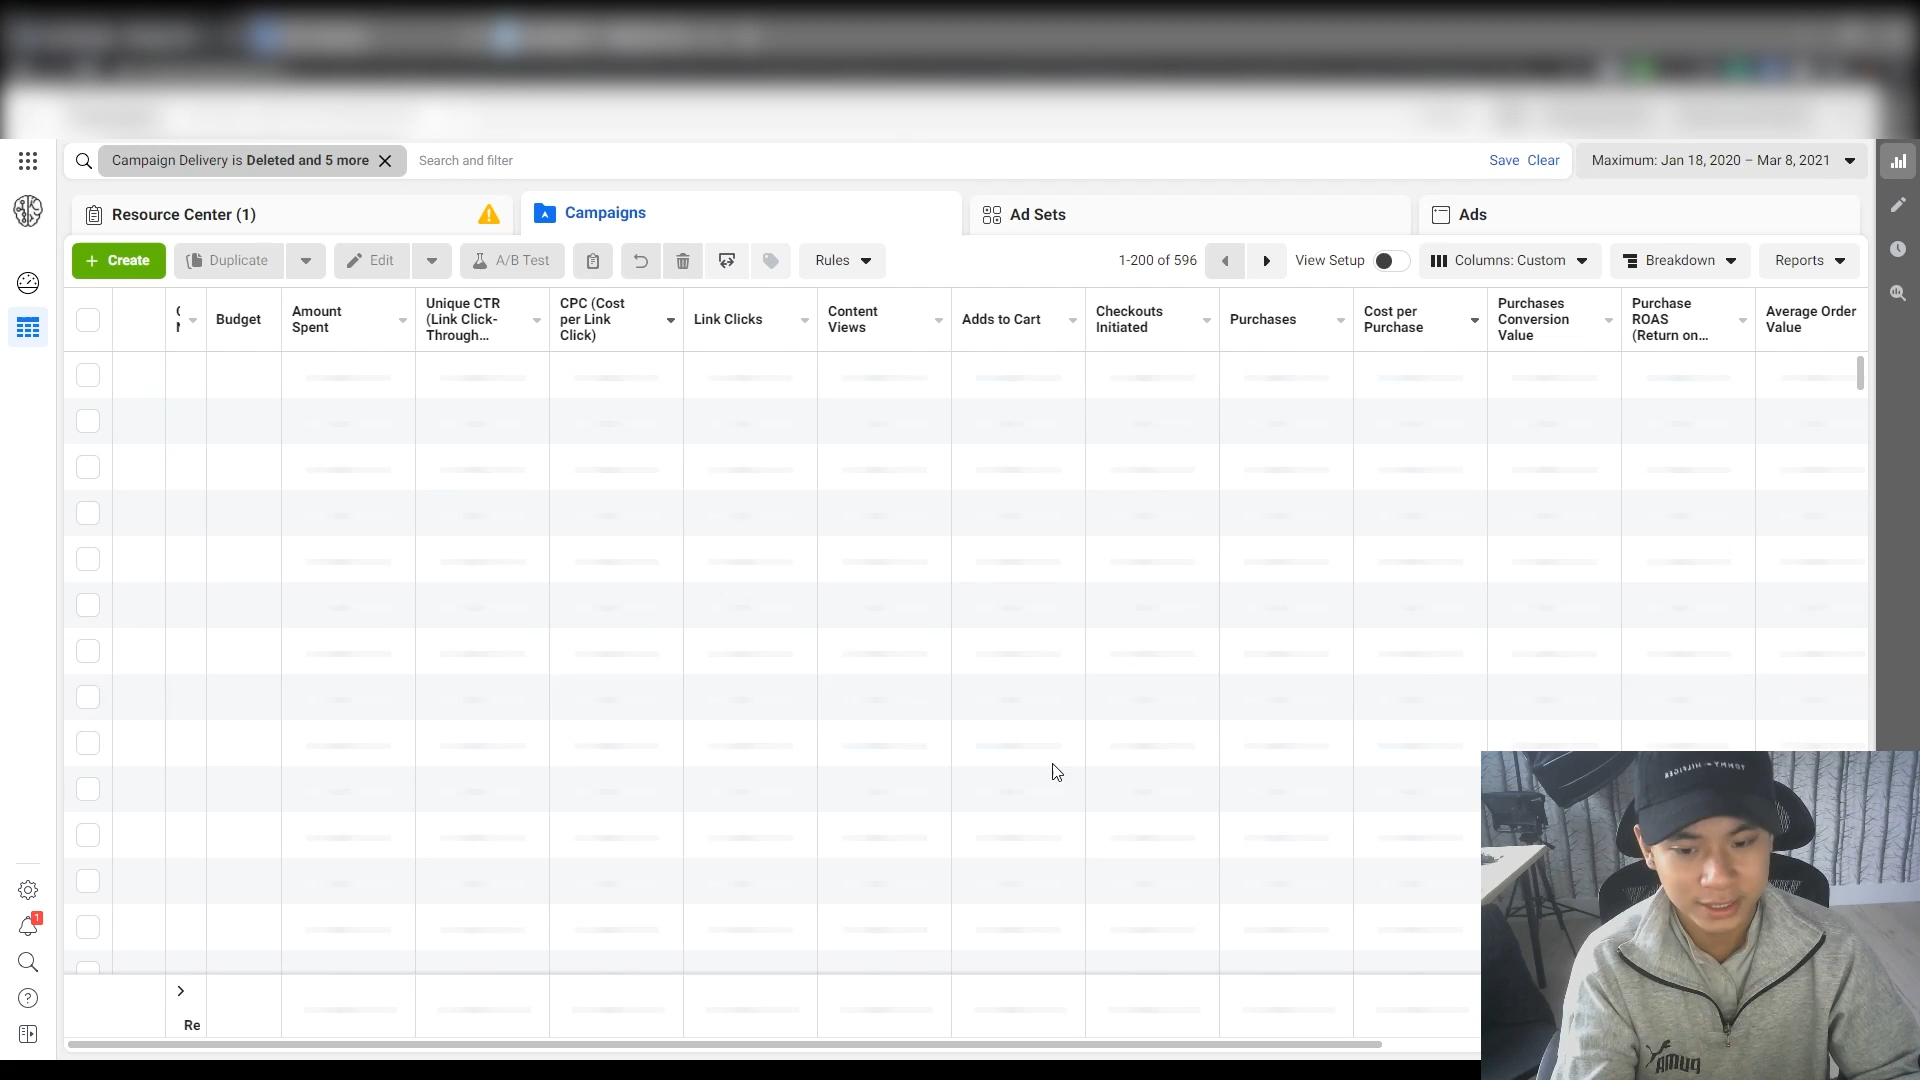 Campaign Delivery is Deleted and 5 more
Search and filter
Save Clear
Maximum: Jan 18, 2020 – Mar 8, 2021
Resource Center (1)
Campaigns
Ad Sets
Ads
+ Create
Duplicate
Edit
A/B Test
Rules
1-200 of 596
View Setup
Columns: Custom
Breakdown
Reports
Budget
Amount
Spent
Unique CTR
(Link Click-
Through...
CPC (Cost
per Link
Click)
Link Clicks
Content
Views
Adds to Cart
Checkouts
Initiated
Purchases
Cost per
Purchase
Purchases
Conversion
Value
Purchase
ROAS
(Return on...
Average Order
Value
1
Re
TOMMY HILFIGER
PUMA